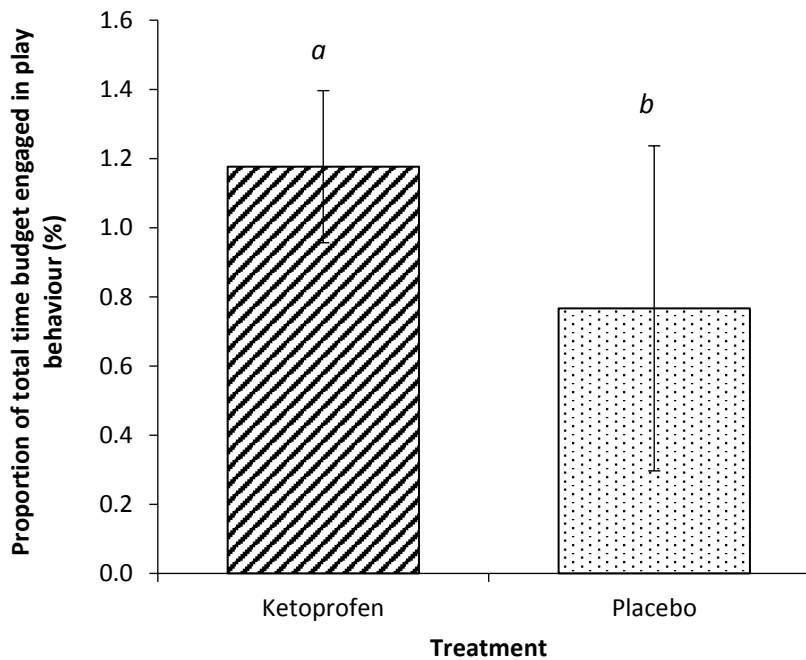 Proportion of total time budget engaged in play
behaviour (%)
1.6
1.4
1.2
1.0
0.8
0.6
0.4
0.2
0.0
a
b
Ketoprofen
Placebo
Treatment